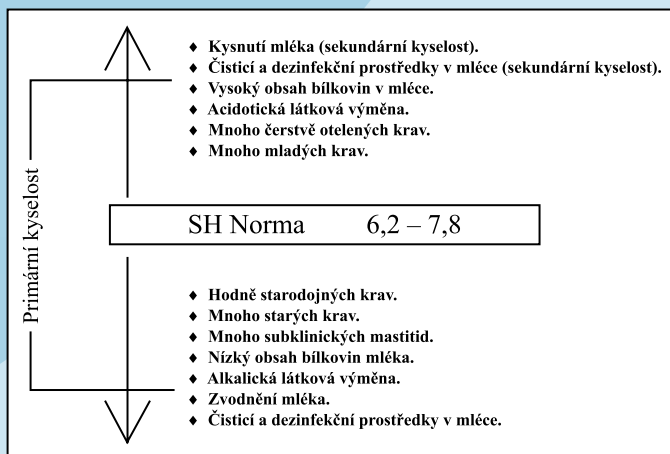 ♦ Kysnutí mléka (sekundární kyselost).
♦ Čisticí a dezinfekční prostředky v mléce (sekundární kyselost).
♦ Vysoký obsah bílkovin v mléce.
♦ Acidotická látková výměna.
♦ Mnoho čerstvě otelených krav.
♦ Mnoho mladých krav.
Primární kyselost
SH Norma 6,2 – 7,8
♦ Hodně starodojných krav.
♦ Mnoho starých krav.
♦ Mnoho subklinických mastitid.
♦ Nízký obsah bílkovin mléka.
♦ Alkalická látková výměna.
♦ Zvodnění mléka.
♦ Čisticí a dezinfekční prostředky v mléce.